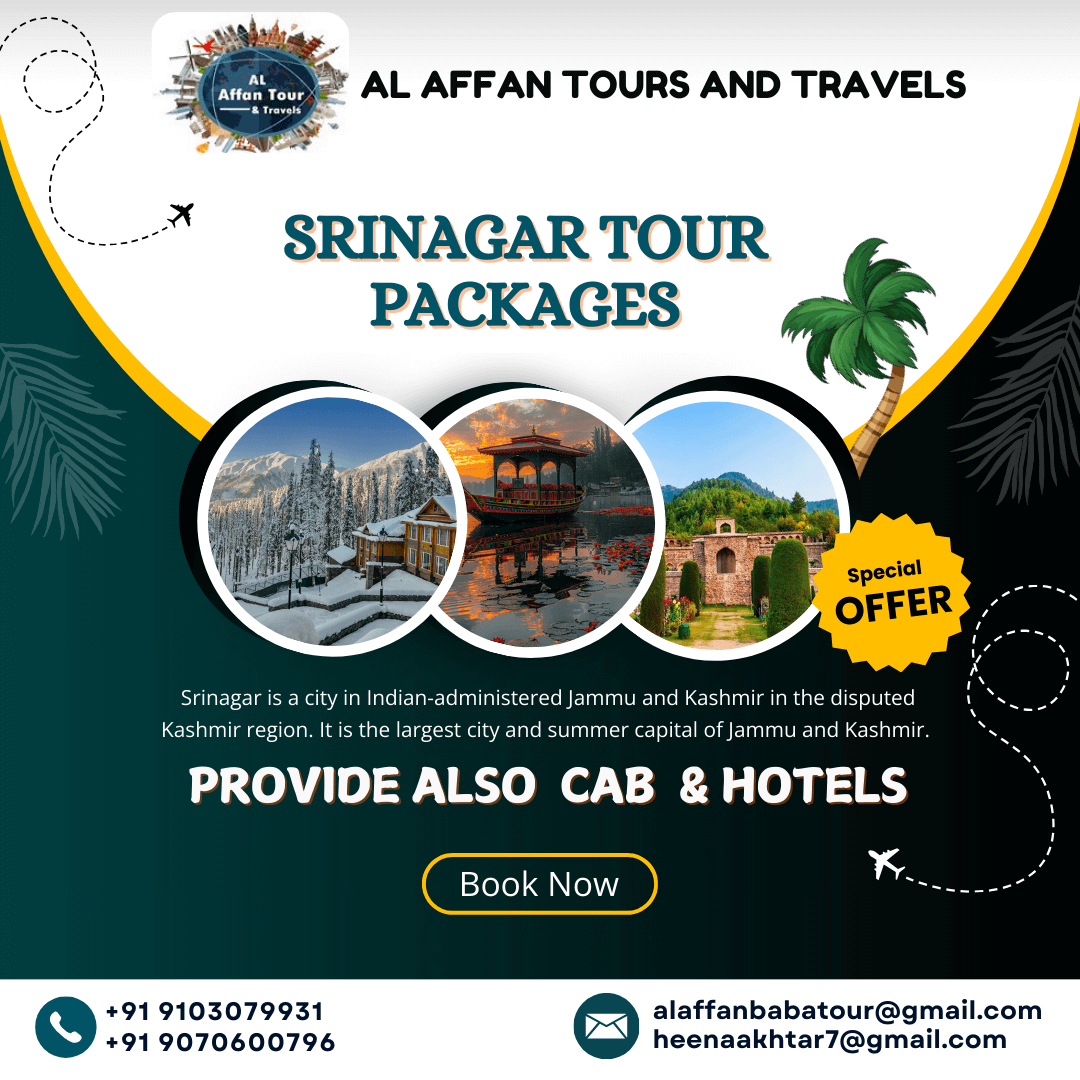 AL
Affan Tour
& Travels
AL AFFAN TOURS AND TRAVELS
SRINAGAR TOUR
PACKAGES
Special
OFFER
Srinagar is a city in Indian-administered Jammu and Kashmir in the disputed
Kashmir region. It is the largest city and summer capital of Jammu and Kashmir.
PROVIDE ALSO CAB & HOTELS
Book Now
+91 9103079931
+91 9070600796
alaffanbabatour@gmail.com
heenaakhtar7@gmail.com